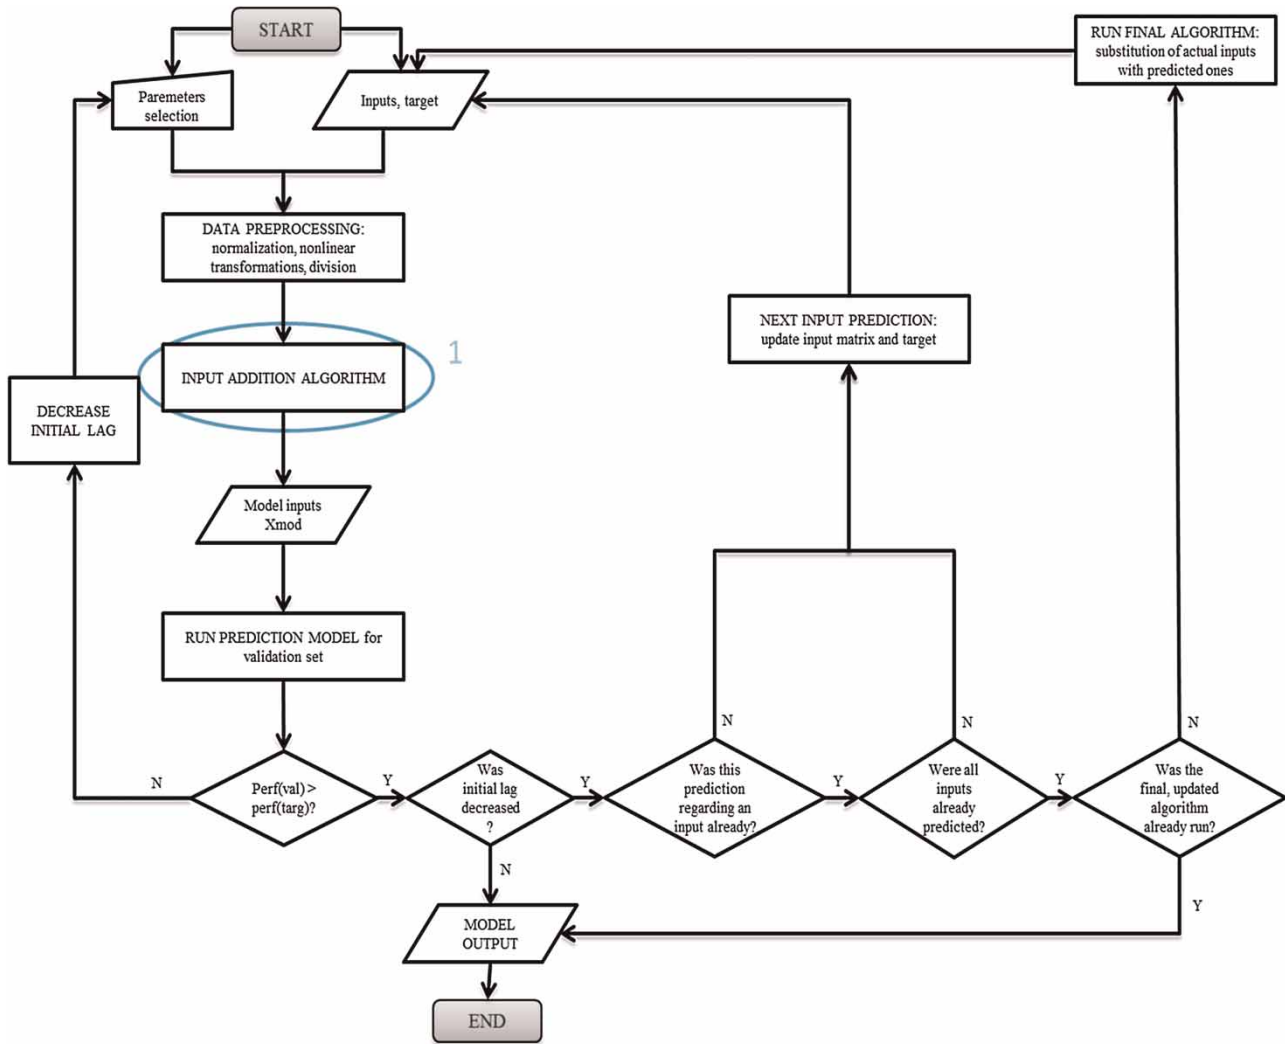 START
RUN FINAL ALGORITHM:
substitution of actual inputs
with predicted ones
Paremeters
selection
Inputs, target
DATA PREPROCESSING:
normalization, nonlinear
transformations, division
NEXT INPUT PREDICTION:
update input matrix and target
1
INPUT ADDITION ALGORITHM
DECREASE
INITIAL LAG
Model inputs
Xmod
RUN PREDICTION MODEL for
validation set
N
N
N
N
Perf(val) >
perf(targ)?
Y
Was
initial lag
decreased
?
Y
Was this
prediction
regarding an
input already?
Y
Were all
inputs
already
predicted?
Y
Was the
final, updated
algorithm
already run?
N
Y
MODEL
OUTPUT
END